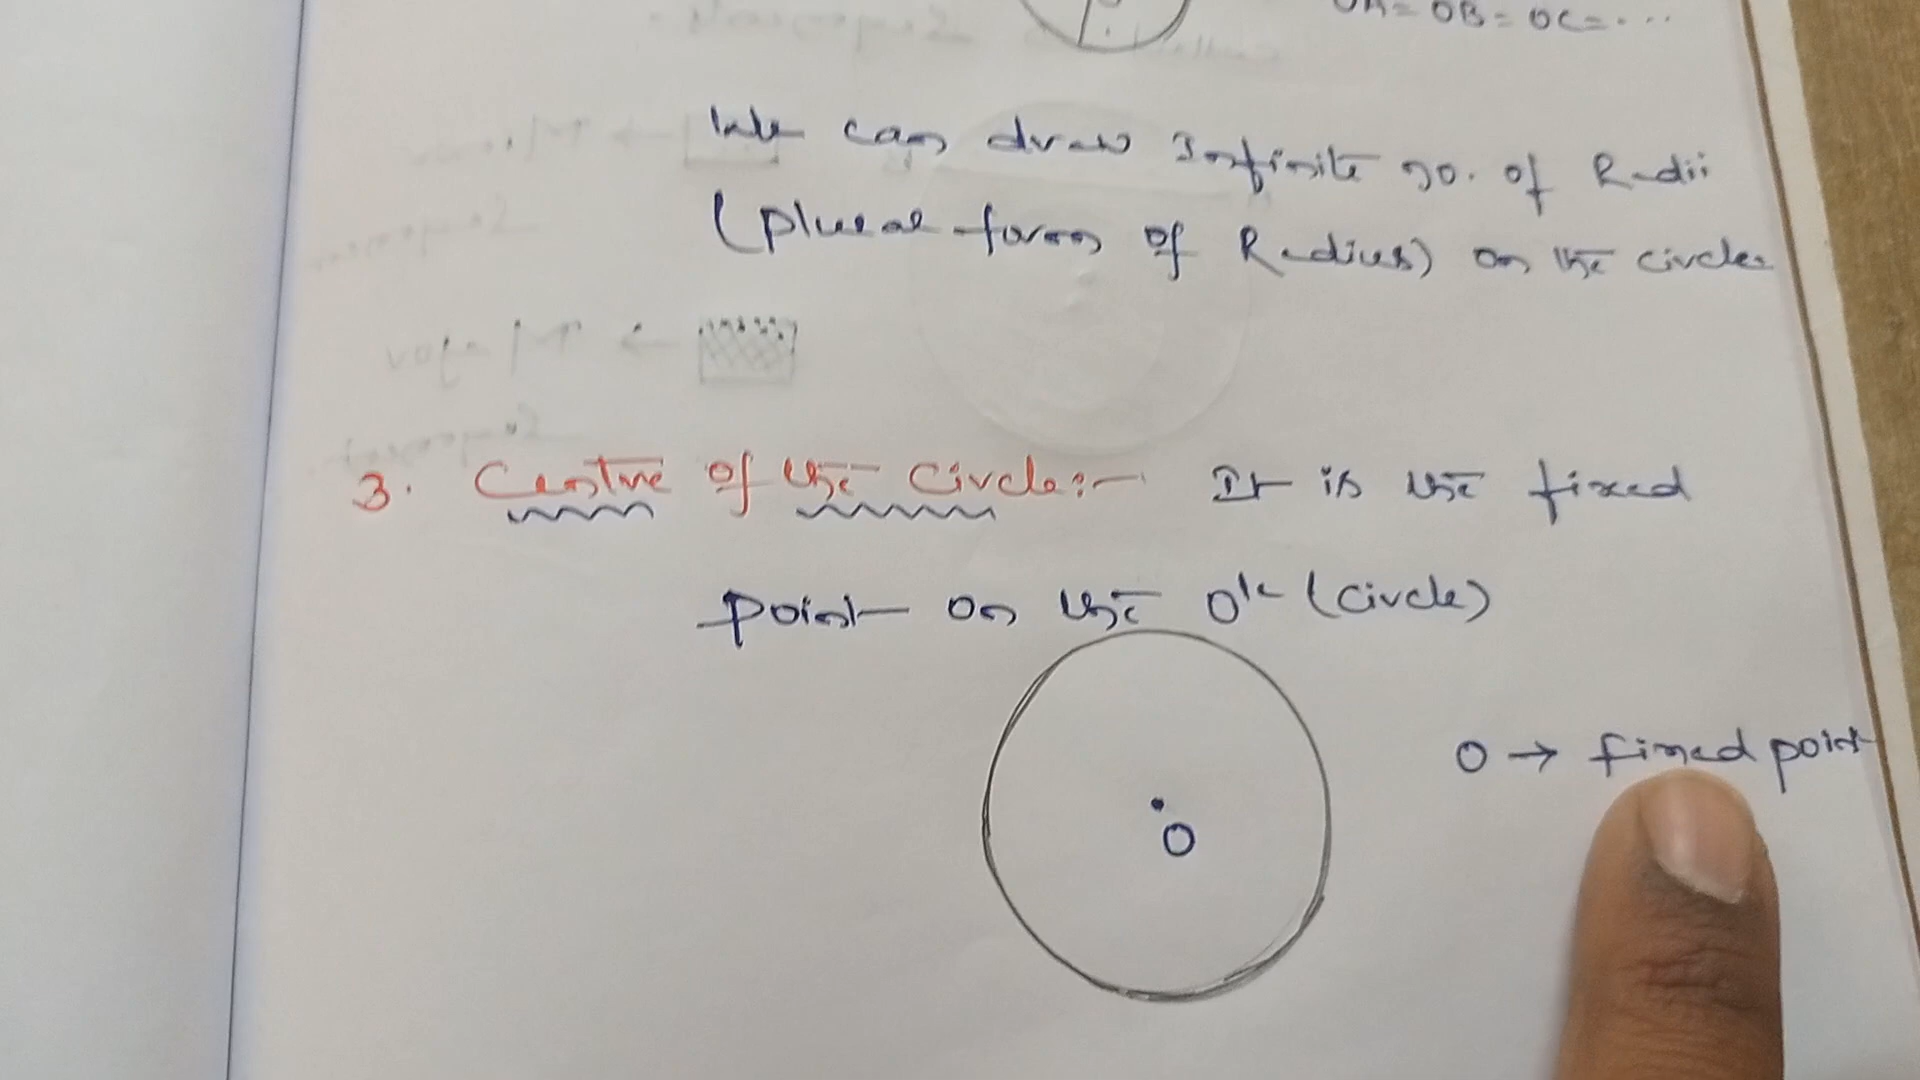 OA = OB = OC = ...
We can draw Infinite no. of Radii
(plural form of Radius) on the circle.
3. Centre of the Circle:- It is the fixed
point on the Ole (circle)
O → fixed point
O